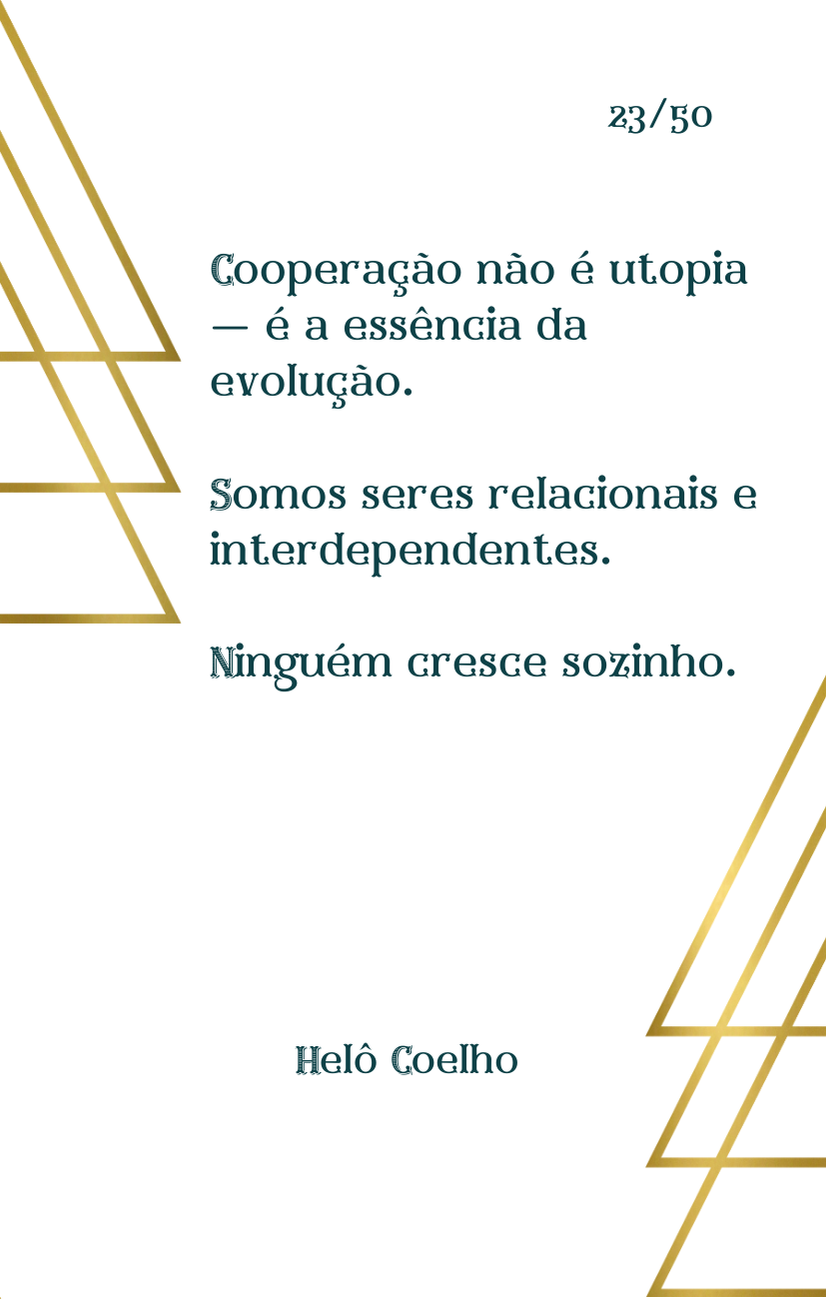 23/50
Cooperação não é utopia
— é a essência da
evolução.
Somos seres relacionais e
interdependentes.
Ninguém cresce sozinho.
Helô Coelho